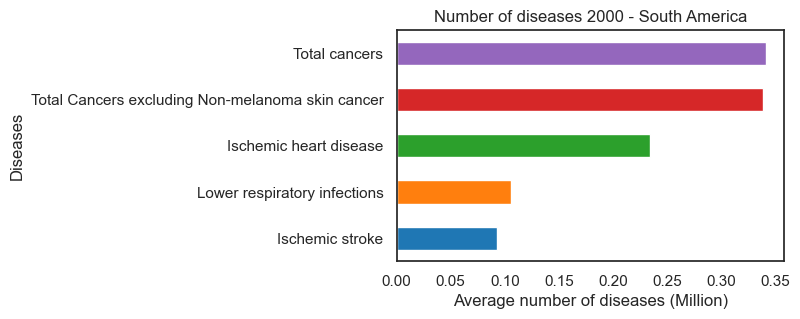 Number of diseases 2000 - South America
Diseases
Total cancers
Total Cancers excluding Non-melanoma skin cancer
Ischemic heart disease
Lower respiratory infections
Ischemic stroke
0.00 0.05 0.10 0.15 0.20 0.25 0.30 0.35
Average number of diseases (Million)